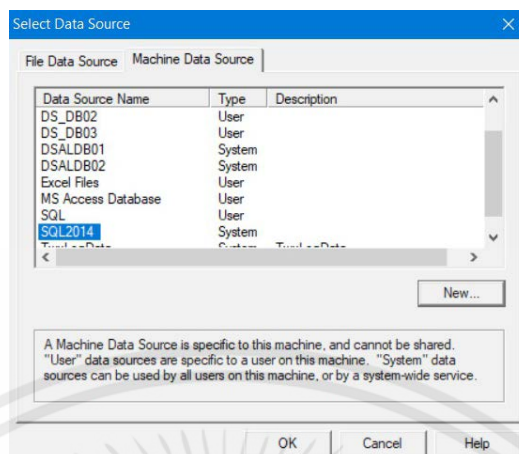 Select Data Source
File Data Source Machine Data Source
Data Source Name Type Description
DS_DB02 User
DS_DB03 User
DSALDB01 System
DSALDB02 System
Excel Files User
MS Access Database User
SQL User
SQL2014 System
New...
A Machine Data Source is specific to this machine, and cannot be shared.
"User" data sources are specific to a user on this machine. "System" data
sources can be used by all users on this machine, or by a system-wide service.
OK Cancel Help